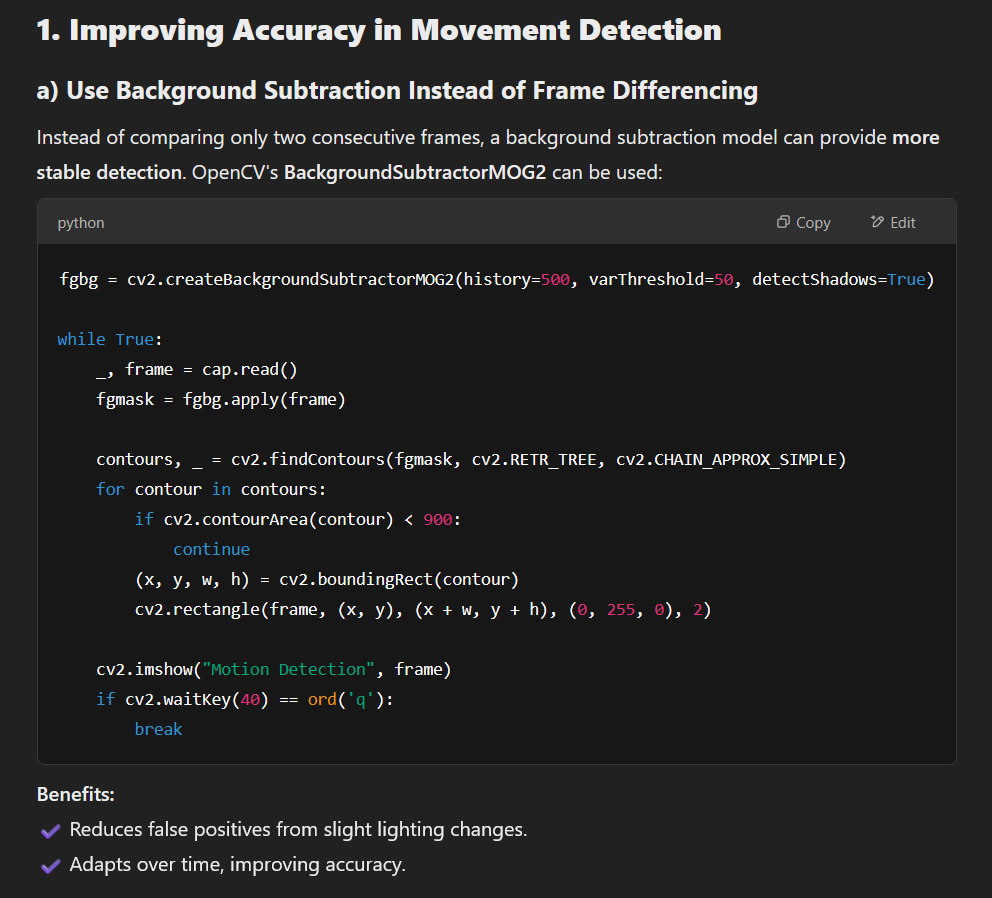 1. Improving Accuracy in Movement Detection
a) Use Background Subtraction Instead of Frame Differencing
Instead of comparing only two consecutive frames, a background subtraction model can provide more
stable detection. OpenCV's BackgroundSubtractorMOG2 can be used:
python
Copy
Edit
fgbg = cv2.createBackgroundSubtractorMOG2(history=500, varThreshold=50, detectShadows=True)
while True:
    _, frame = cap.read()
    fgmask = fgbg.apply(frame)
    contours, _ = cv2.findContours(fgmask, cv2.RETR_TREE, cv2.CHAIN_APPROX_SIMPLE)
    for contour in contours:
        if cv2.contourArea(contour) < 900:
            continue
        (x, y, w, h) = cv2.boundingRect(contour)
        cv2.rectangle(frame, (x, y), (x + w, y + h), (0, 255, 0), 2)
    cv2.imshow("Motion Detection", frame)
    if cv2.waitKey(40) == ord('q'):
        break
Benefits:
✔ Reduces false positives from slight lighting changes.
✔ Adapts over time, improving accuracy.